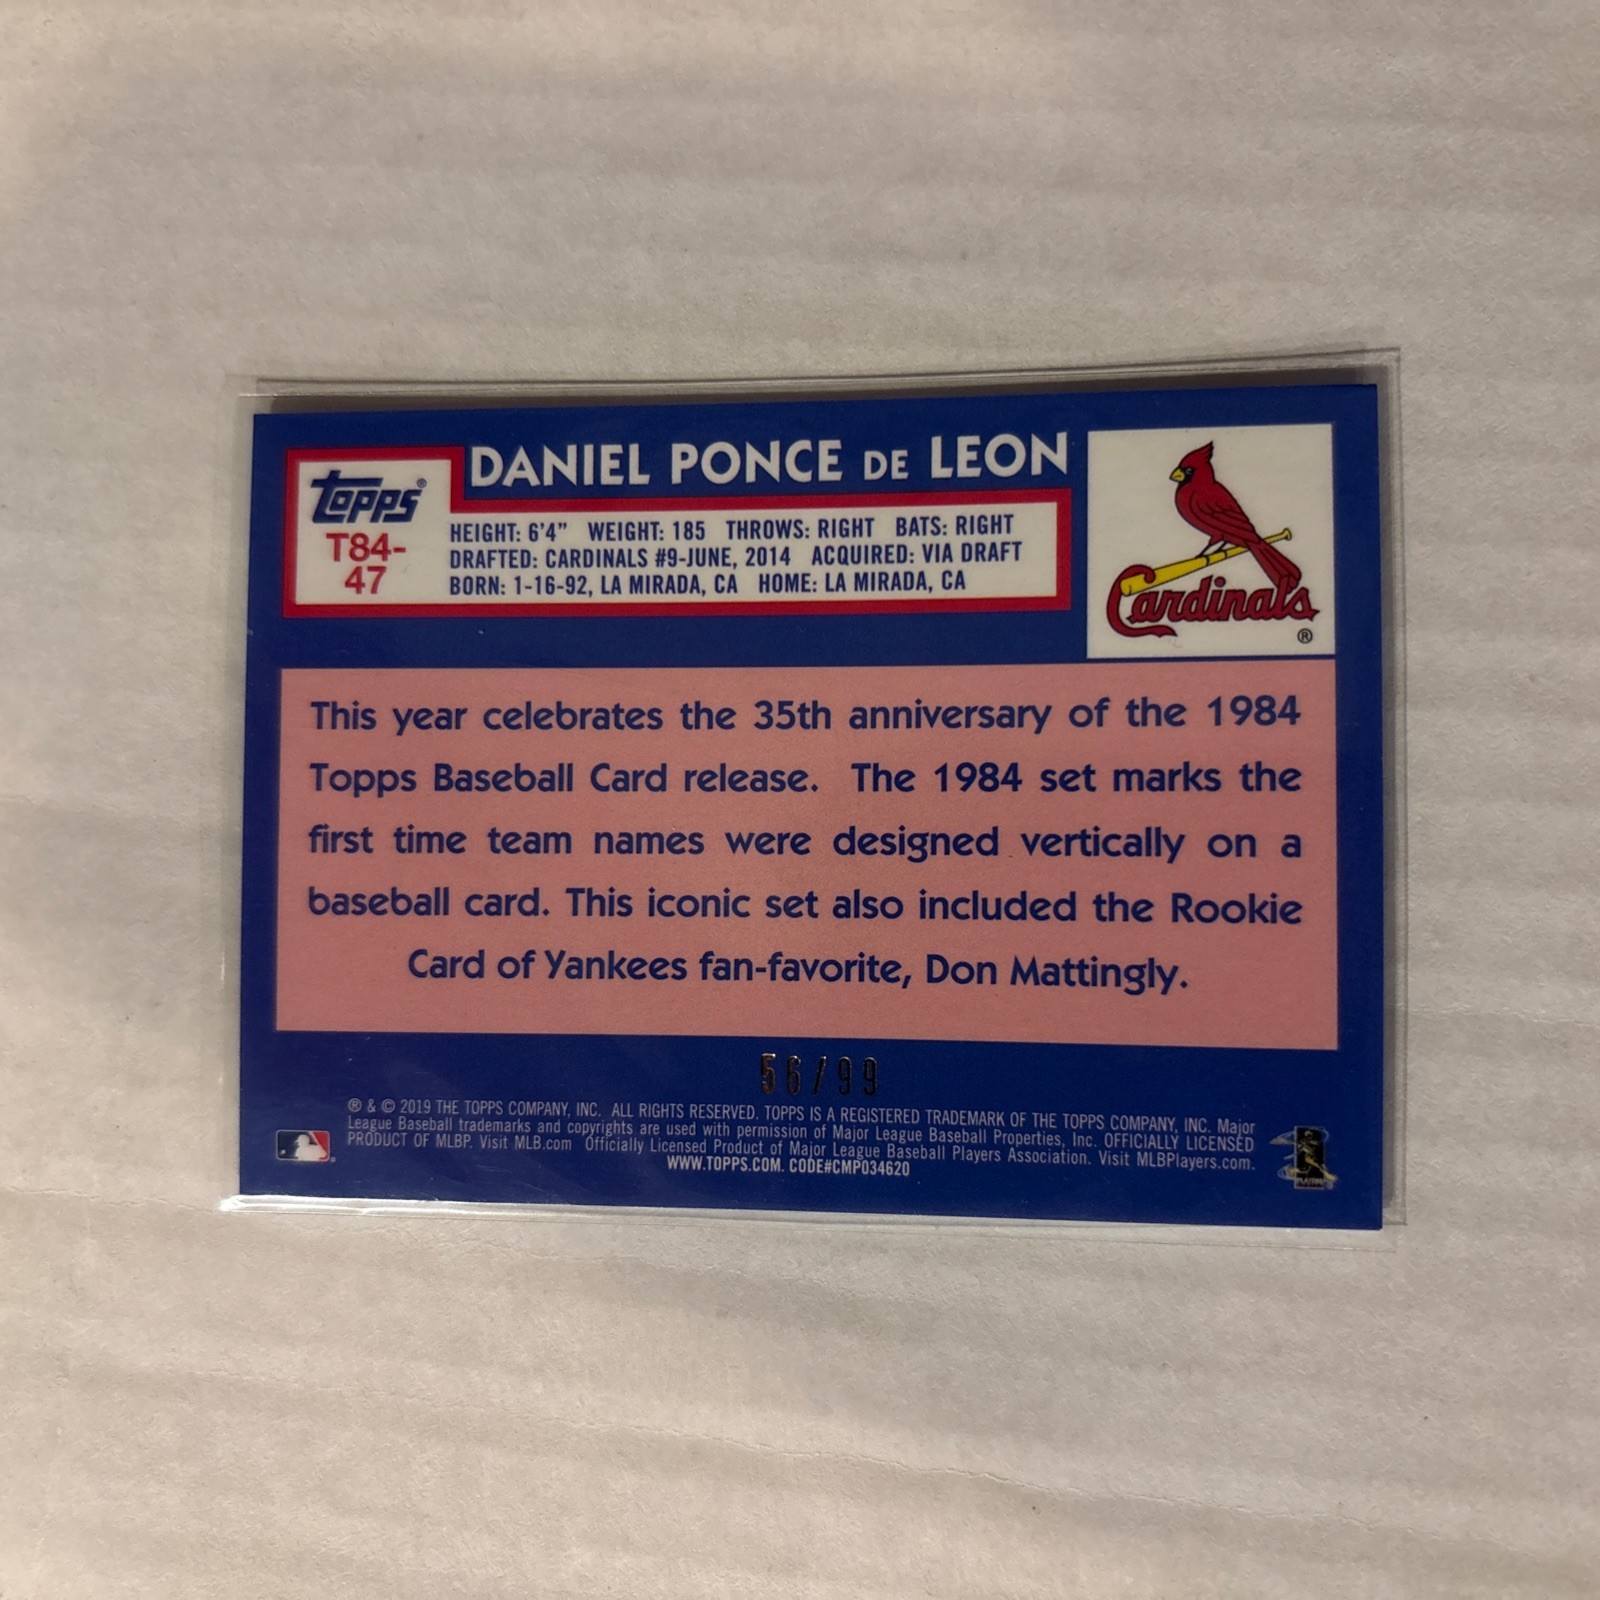 DANIEL PONCE DE LEON
Topps®
T84-
47
HEIGHT: 6'4" WEIGHT: 185 THROWS: RIGHT BATS: RIGHT
DRAFTED: CARDINALS #9-JUNE, 2014 ACQUIRED: VIA DRAFT
BORN: 1-16-92, LA MIRADA, CA HOME: LA MIRADA, CA
Cardinals
®
This year celebrates the 35th anniversary of the 1984
Topps Baseball Card release. The 1984 set marks the
first time team names were designed vertically on a
baseball card. This iconic set also included the Rookie
Card of Yankees fan-favorite, Don Mattingly.
56/99
® & © 2019 THE TOPPS COMPANY, INC. ALL RIGHTS RESERVED. TOPPS IS A REGISTERED TRADEMARK OF THE TOPPS COMPANY, INC. Major
League Baseball trademarks and copyrights are used with permission of Major League Baseball Properties, Inc. OFFICIALLY LICENSED
PRODUCT OF MLBP. Visit MLB.com Officially Licensed Product of Major League Baseball Players Association. Visit MLBPlayers.com.
WWW.TOPPS.COM. CODE#CMP034620